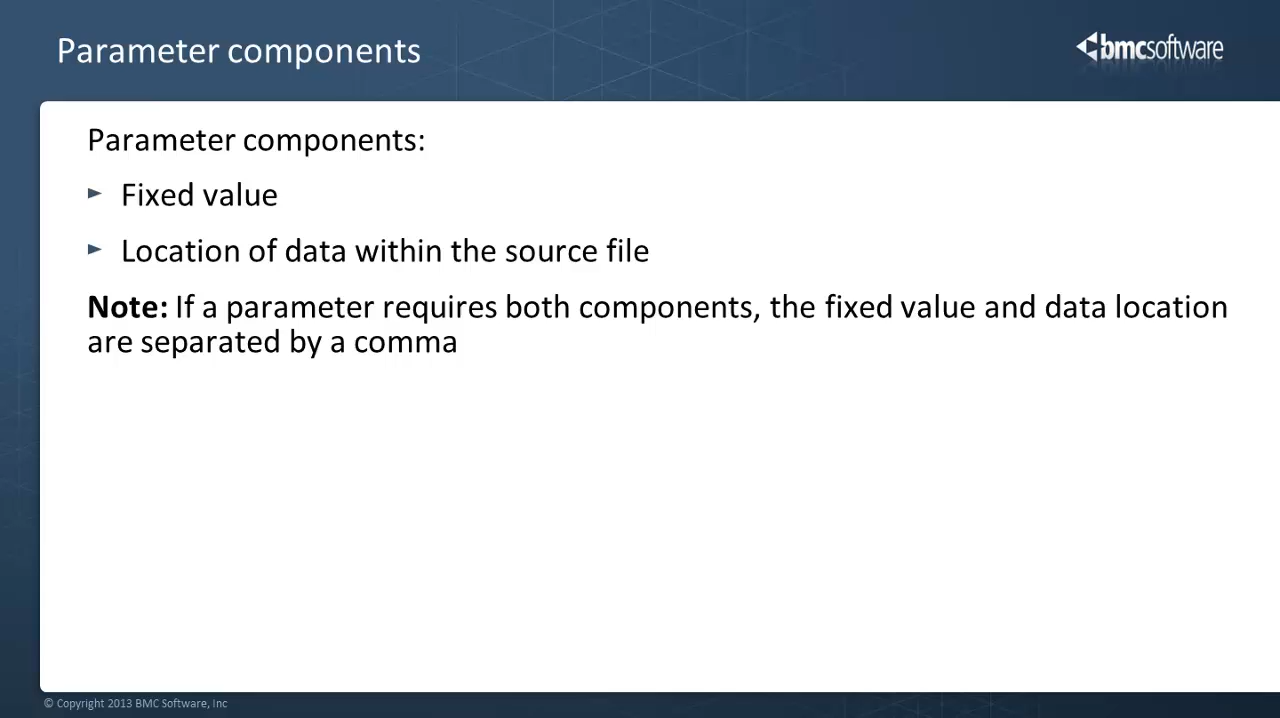 Parameter components
bmcsoftware
Parameter components:
► Fixed value
► Location of data within the source file
Note: If a parameter requires both components, the fixed value and data location
are separated by a comma
© Copyright 2013 BMC Software, Inc